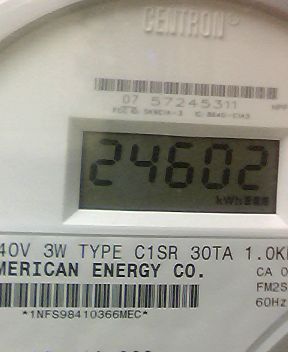 CENTRON®
07 57245311
24602
kWh
40V 3W TYPE C1SR 30TA 1.0K
MERICAN ENERGY CO.
CA 0
FM2S
60Hz
*1NFS98410366MEC*